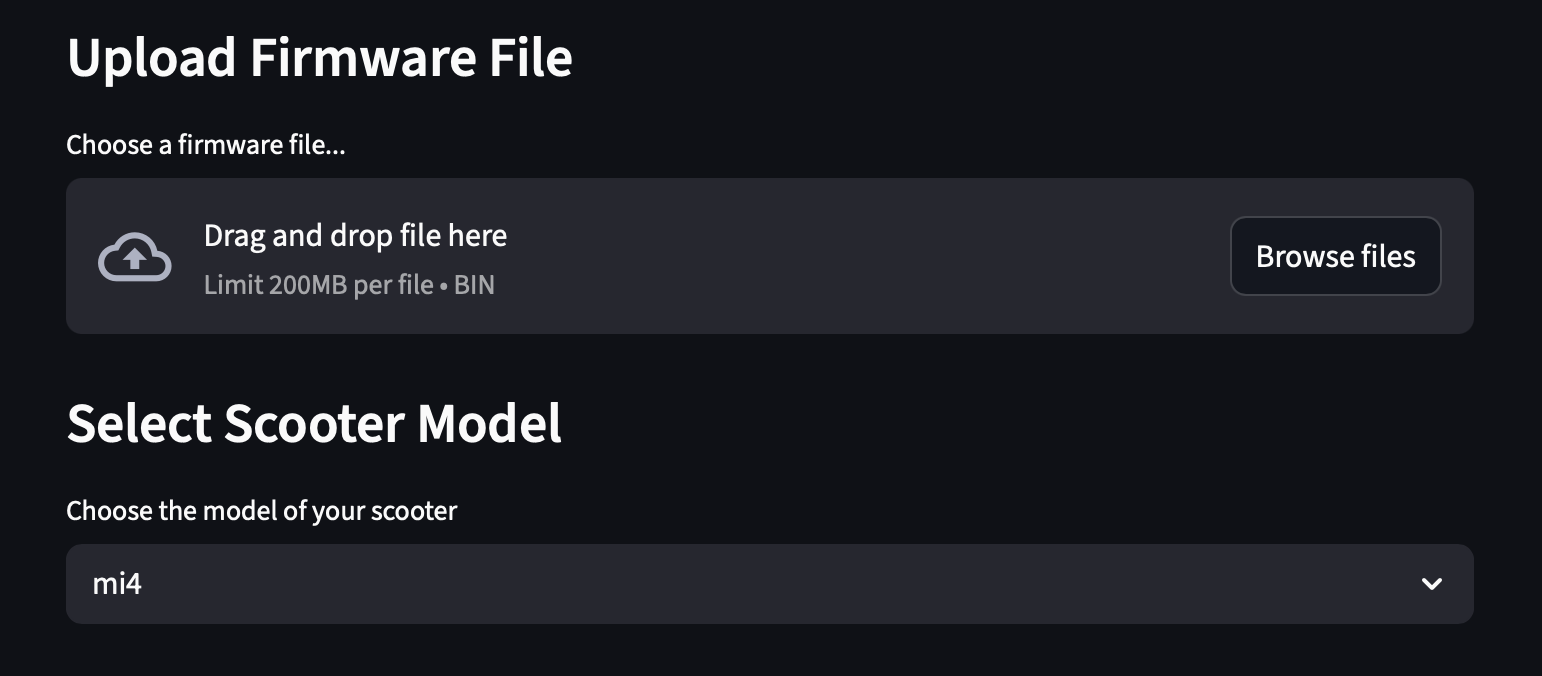 Upload Firmware File
Choose a firmware file...
Drag and drop file here
Limit 200MB per file • BIN
Browse files
Select Scooter Model
Choose the model of your scooter
mi4